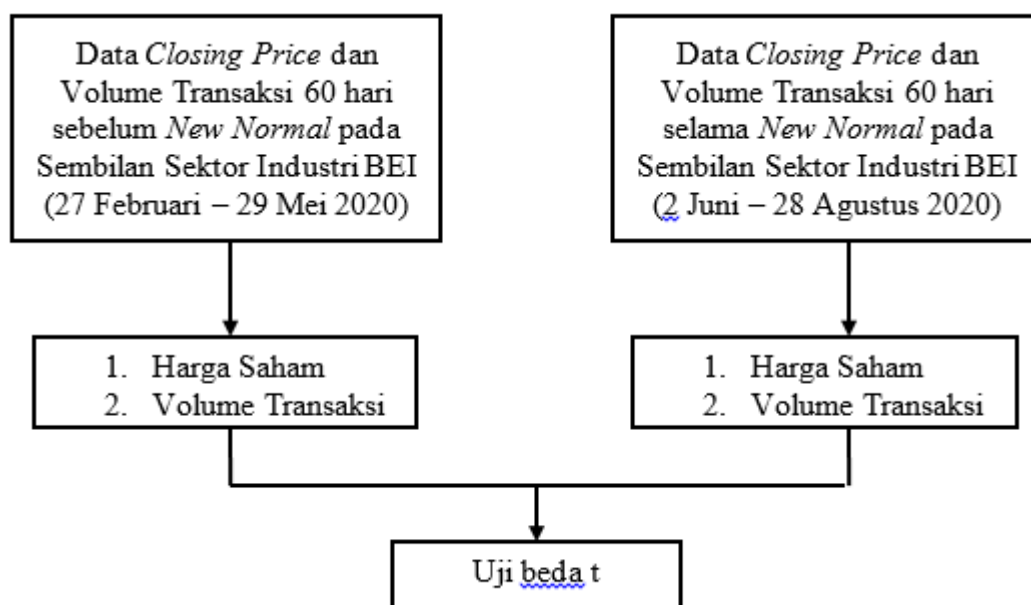 Data Closing Price dan
Volume Transaksi 60 hari
sebelum New Normal pada
Sembilan Sektor Industri BEI
(27 Februari – 29 Mei 2020)
Data Closing Price dan
Volume Transaksi 60 hari
selama New Normal pada
Sembilan Sektor Industri BEI
(2 Juni – 28 Agustus 2020)
1. Harga Saham
2. Volume Transaksi
1. Harga Saham
2. Volume Transaksi
Uji beda t